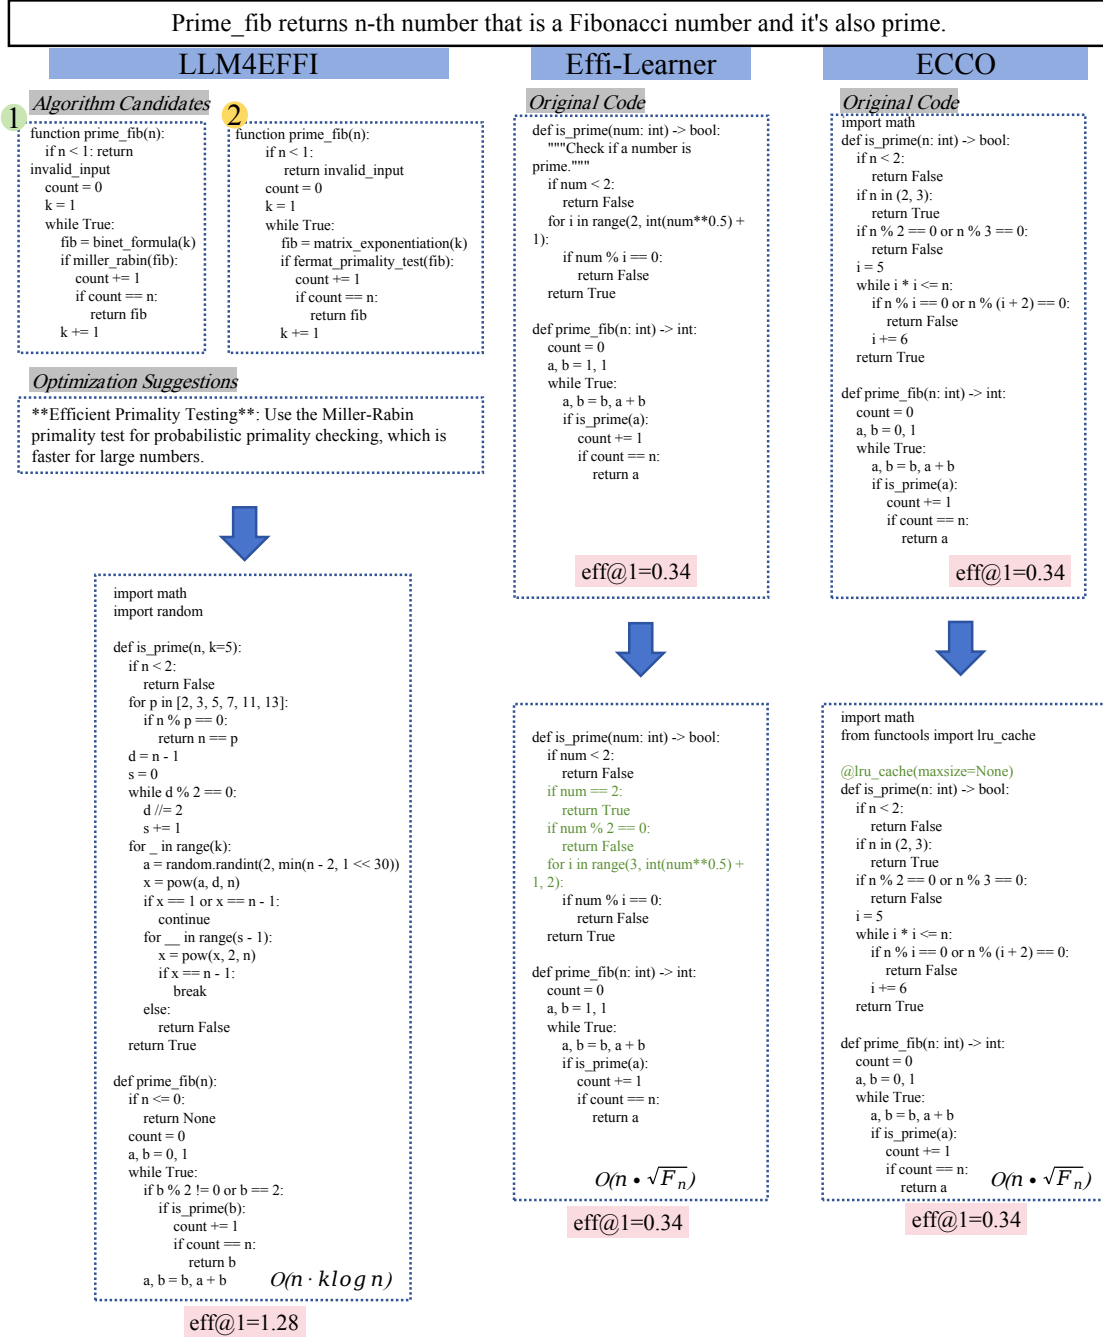 Prime_fib returns n-th number that is a Fibonacci number and it's also prime.
LLM4EFFI
Algorithm Candidates
1
function prime_fib(n):
if n < 1: return
invalid_input
count = 0
k = 1
while True:
fib = binet_formula(k)
if miller_rabin(fib):
count += 1
if count == n:
return fib
k += 1
2
function prime_fib(n):
if n < 1:
return invalid_input
count = 0
k = 1
while True:
fib = matrix_exponentiation(k)
if fermat_primality_test(fib):
count += 1
if count == n:
return fib
k += 1
Optimization Suggestions
**Efficient Primality Testing**: Use the Miller-Rabin
primality test for probabilistic primality checking, which is
faster for large numbers.
import math
import random
def is_prime(n, k=5):
if n < 2:
return False
for p in [2, 3, 5, 7, 11, 13]:
if n % p == 0:
return n == p
d = n - 1
s = 0
while d % 2 == 0:
d //= 2
s += 1
for _ in range(k):
a = random.randint(2, min(n - 2, 1 << 30))
x = pow(a, d, n)
if x == 1 or x == n - 1:
continue
for __ in range(s - 1):
x = pow(x, 2, n)
if x == n - 1:
break
else:
return False
return True
def prime_fib(n):
if n <= 0:
return None
count = 0
a, b = 0, 1
while True:
if b % 2 != 0 or b == 2:
if is_prime(b):
count += 1
if count == n:
return b
a, b = b, a + b
O(n · klog n)
eff@1=1.28
Effi-Learner
Original Code
def is_prime(num: int) -> bool:
"""Check if a number is
prime."""
if num < 2:
return False
for i in range(2, int(num**0.5) +
1):
if num % i == 0:
return False
return True
def prime_fib(n: int) -> int:
count = 0
a, b = 1, 1
while True:
a, b = b, a + b
if is_prime(a):
count += 1
if count == n:
return a
eff@1=0.34
def is_prime(num: int) -> bool:
if num < 2:
return False
if num == 2:
return True
if num % 2 == 0:
return False
for i in range(3, int(num**0.5) +
1, 2):
if num % i == 0:
return False
return True
def prime_fib(n: int) -> int:
count = 0
a, b = 1, 1
while True:
a, b = b, a + b
if is_prime(a):
count += 1
if count == n:
return a
O(n • √Fₙ)
eff@1=0.34
ECCO
Original Code
import math
def is_prime(n: int) -> bool:
if n < 2:
return False
if n in (2, 3):
return True
if n % 2 == 0 or n % 3 == 0:
return False
i = 5
while i * i <= n:
if n % i == 0 or n % (i + 2) == 0:
return False
i += 6
return True
def prime_fib(n: int) -> int:
count = 0
a, b = 0, 1
while True:
a, b = b, a + b
if is_prime(a):
count += 1
if count == n:
return a
eff@1=0.34
import math
from functools import lru_cache
@lru_cache(maxsize=None)
def is_prime(n: int) -> bool:
if n < 2:
return False
if n in (2, 3):
return True
if n % 2 == 0 or n % 3 == 0:
return False
i = 5
while i * i <= n:
if n % i == 0 or n % (i + 2) == 0:
return False
i += 6
return True
def prime_fib(n: int) -> int:
count = 0
a, b = 0, 1
while True:
a, b = b, a + b
if is_prime(a):
count += 1
if count == n:
return a
O(n • √Fₙ)
eff@1=0.34